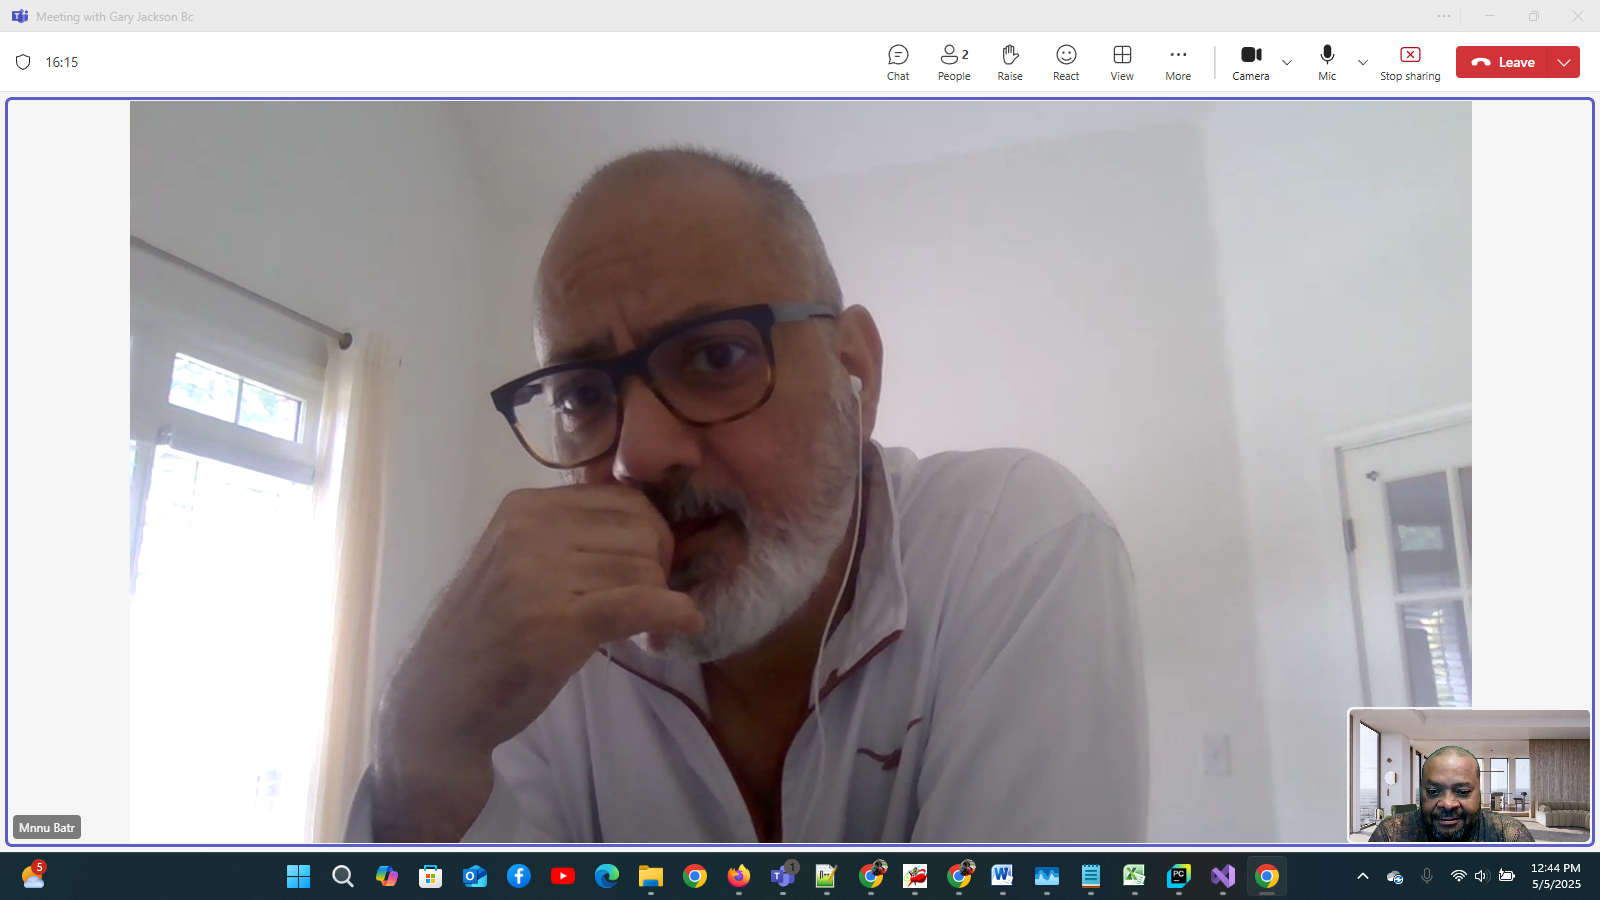 Meeting with Gary Jackson Bc
16:15
Chat
People 2
Raise
React
View
More
Camera
Mic
Stop sharing
Leave
Mnnu Batr
5
1
12:44 PM
5/5/2025